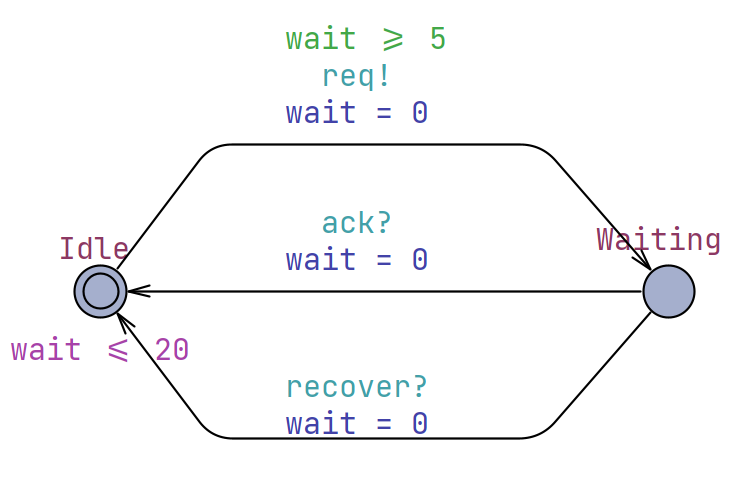 wait ⩾ 5
req!
wait = 0
ack?
wait = 0
Idle
Waiting
wait ⩽ 20
recover?
wait = 0